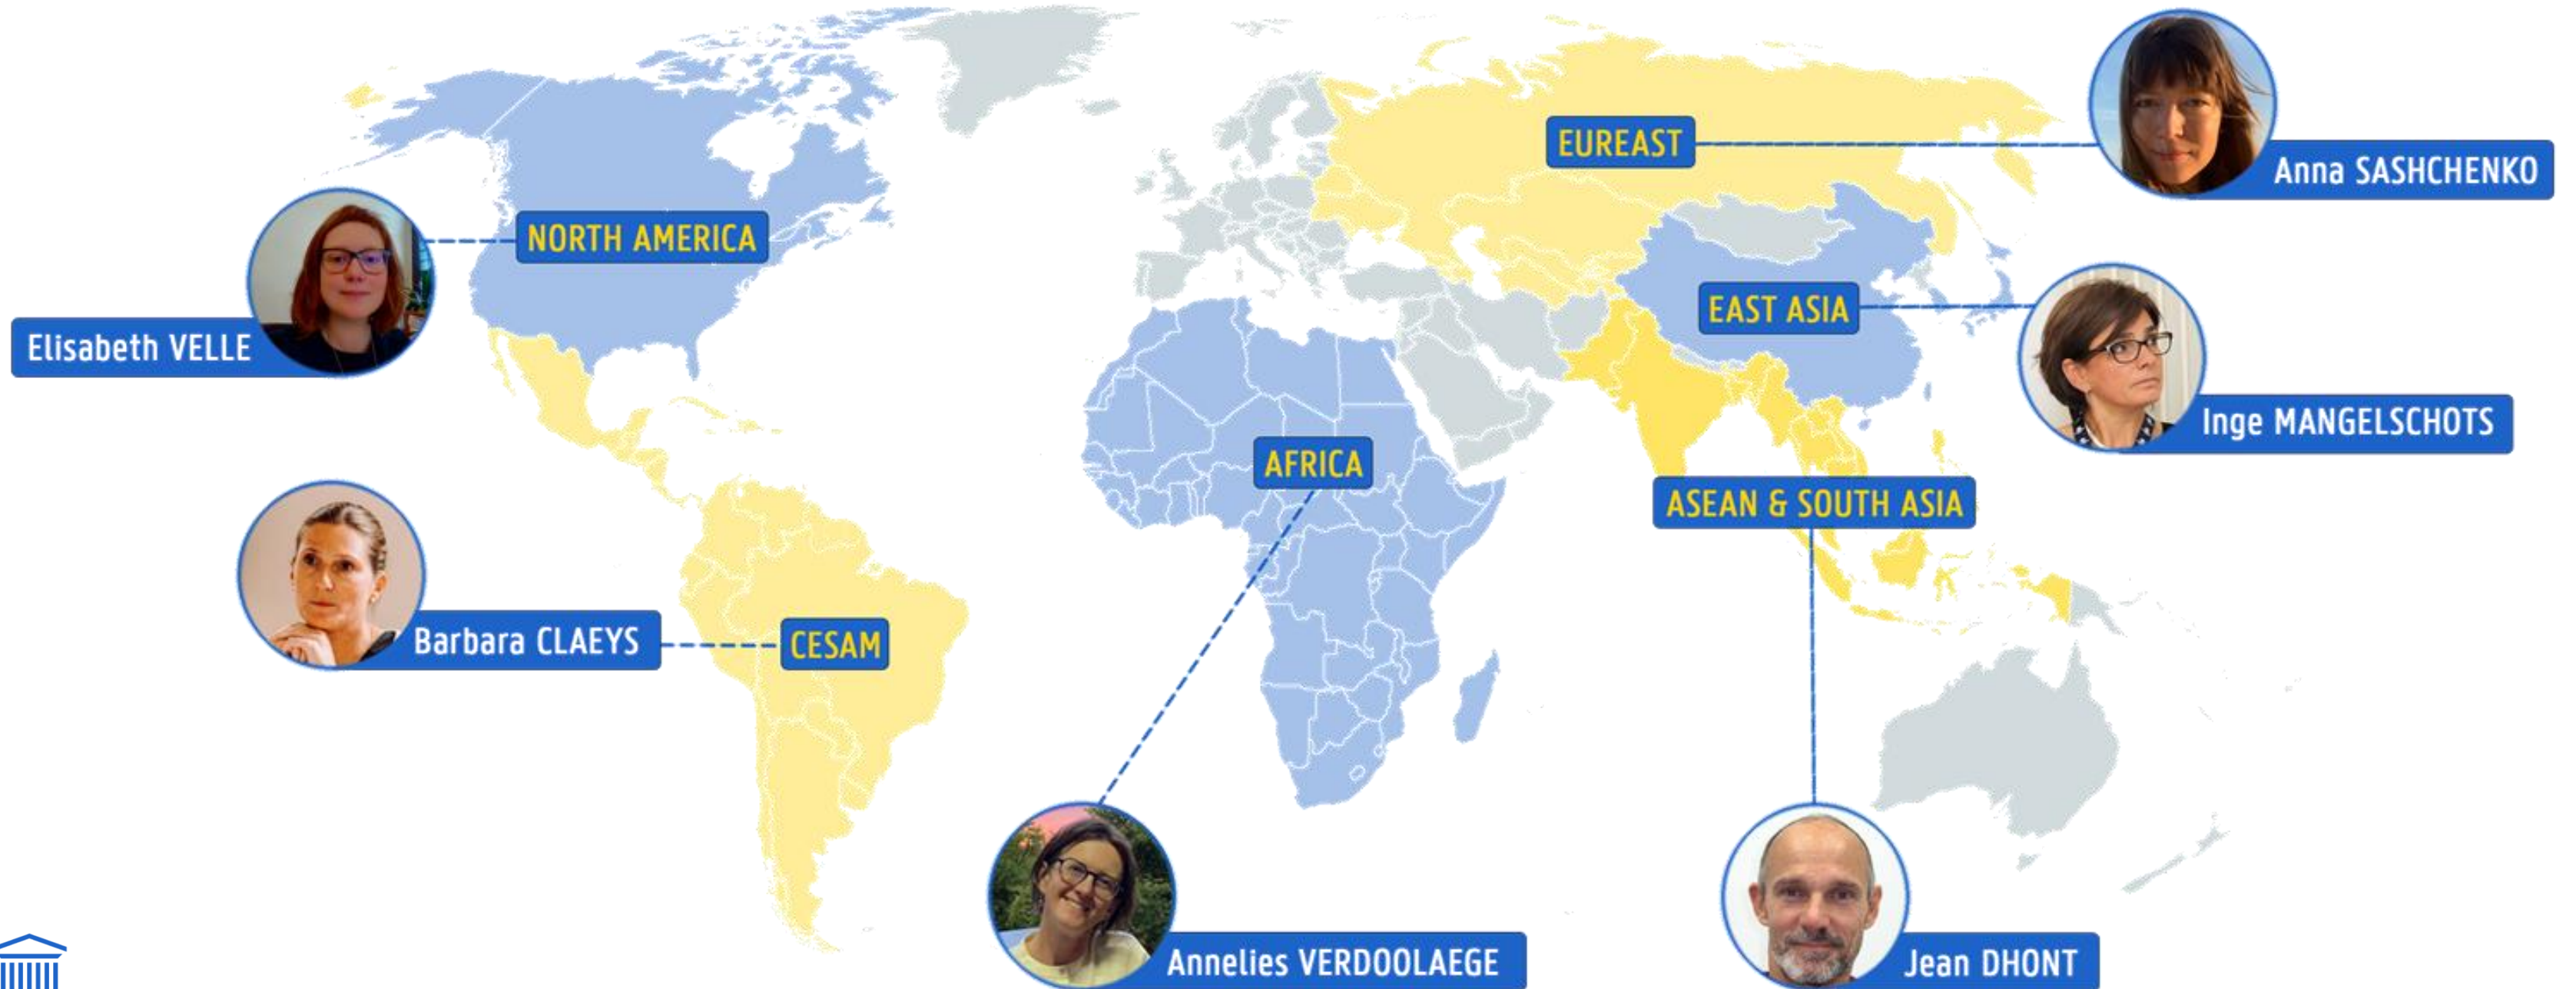 EUREAST
Anna SASHCHENKO
NORTH AMERICA
Elisabeth VELLE
EAST ASIA
Inge MANGELSCHOTS
AFRICA
ASEAN & SOUTH ASIA
Barbara CLAEYS
CESAM
Annelies VERDOOLAEGE
Jean DHONT